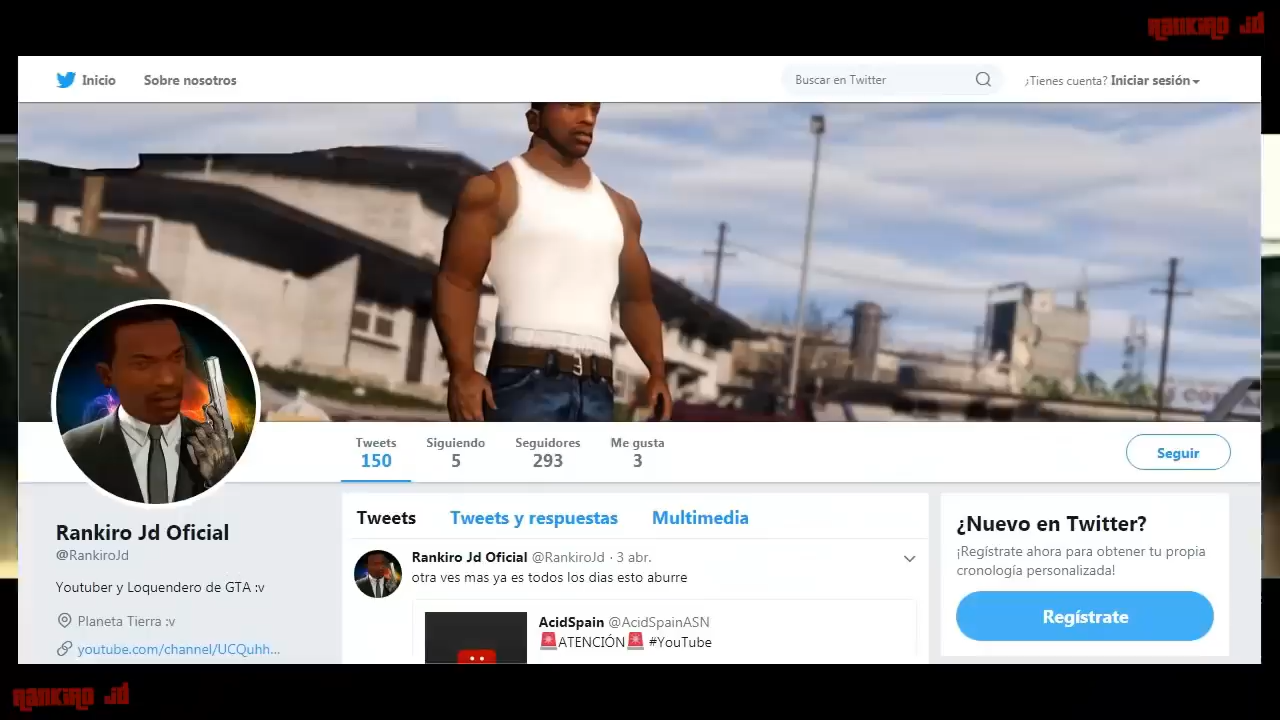 RANKIRO JD
Inicio
Sobre nosotros
Buscar en Twitter
¿Tienes cuenta? Iniciar sesión
Tweets
150
Siguiendo
5
Seguidores
293
Me gusta
3
Seguir
Rankiro Jd Oficial
@RankiroJd
Youtuber y Loquendero de GTA :v
Planeta Tierra :v
youtube.com/channel/UCQuhh...
Tweets
Tweets y respuestas
Multimedia
Rankiro Jd Oficial @RankiroJd · 3 abr.
otra ves mas ya es todos los dias esto aburre
AcidSpain @AcidSpainASN
🚨ATENCIÓN🚨 #YouTube
¿Nuevo en Twitter?
¡Regístrate ahora para obtener tu propia
cronología personalizada!
Regístrate
RANKIRO JD